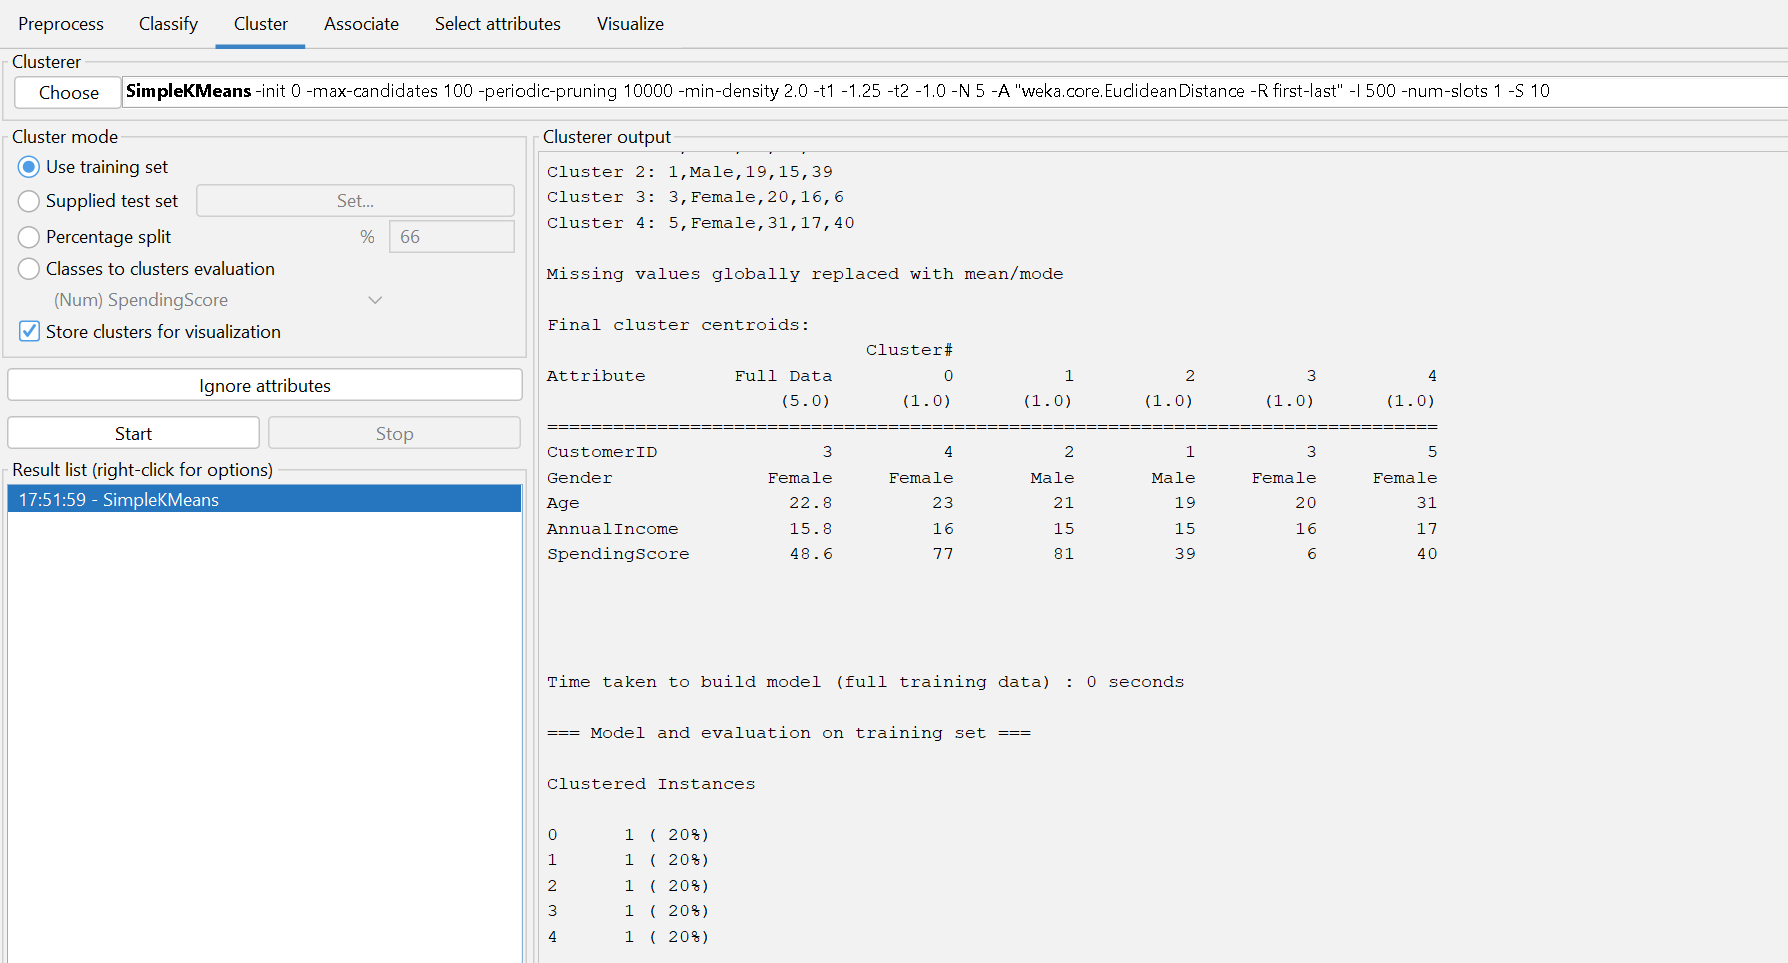 Preprocess Classify Cluster Associate Select attributes Visualize
Clusterer
Choose SimpleKMeans -init 0 -max-candidates 100 -periodic-pruning 10000 -min-density 2.0 -t1 -1.25 -t2 -1.0 -N 5 -A "weka.core.EuclideanDistance -R first-last" -I 500 -num-slots 1 -S 10
Cluster mode
Use training set
Supplied test set Set...
Percentage split % 66
Classes to clusters evaluation
(Num) SpendingScore
Store clusters for visualization
Ignore attributes
Start Stop
Result list (right-click for options)
17:51:59 - SimpleKMeans
Clusterer output
Cluster 2: 1,Male,19,15,39
Cluster 3: 3,Female,20,16,6
Cluster 4: 5,Female,31,17,40
Missing values globally replaced with mean/mode
Final cluster centroids:
Cluster#
Attribute Full Data 0 1 2 3 4
(5.0) (1.0) (1.0) (1.0) (1.0) (1.0)
=================================================================================
CustomerID 3 4 2 1 3 5
Gender Female Female Male Male Female Female
Age 22.8 23 21 19 20 31
AnnualIncome 15.8 16 15 15 16 17
SpendingScore 48.6 77 81 39 6 40
Time taken to build model (full training data) : 0 seconds
=== Model and evaluation on training set ===
Clustered Instances
0 1 ( 20%)
1 1 ( 20%)
2 1 ( 20%)
3 1 ( 20%)
4 1 ( 20%)